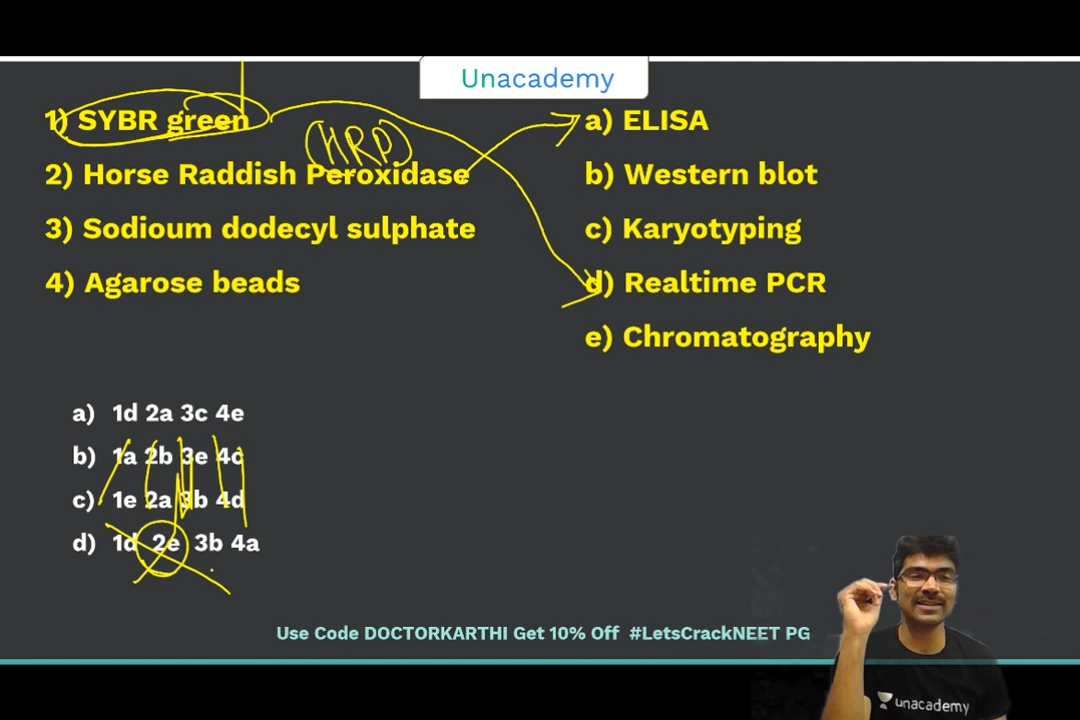 Unacademy
1) SYBR green
(HRP)
2) Horse Raddish Peroxidase
3) Sodioum dodecyl sulphate
4) Agarose beads
a) ELISA
b) Western blot
c) Karyotyping
d) Realtime PCR
e) Chromatography
a) 1d 2a 3c 4e
b) 1a 2b 3e 4c
c) 1e 2a 3b 4d
d) 1d 2e 3b 4a
Use Code DOCTORKARTHI Get 10% Off #LetsCrackNEET PG
unacademy